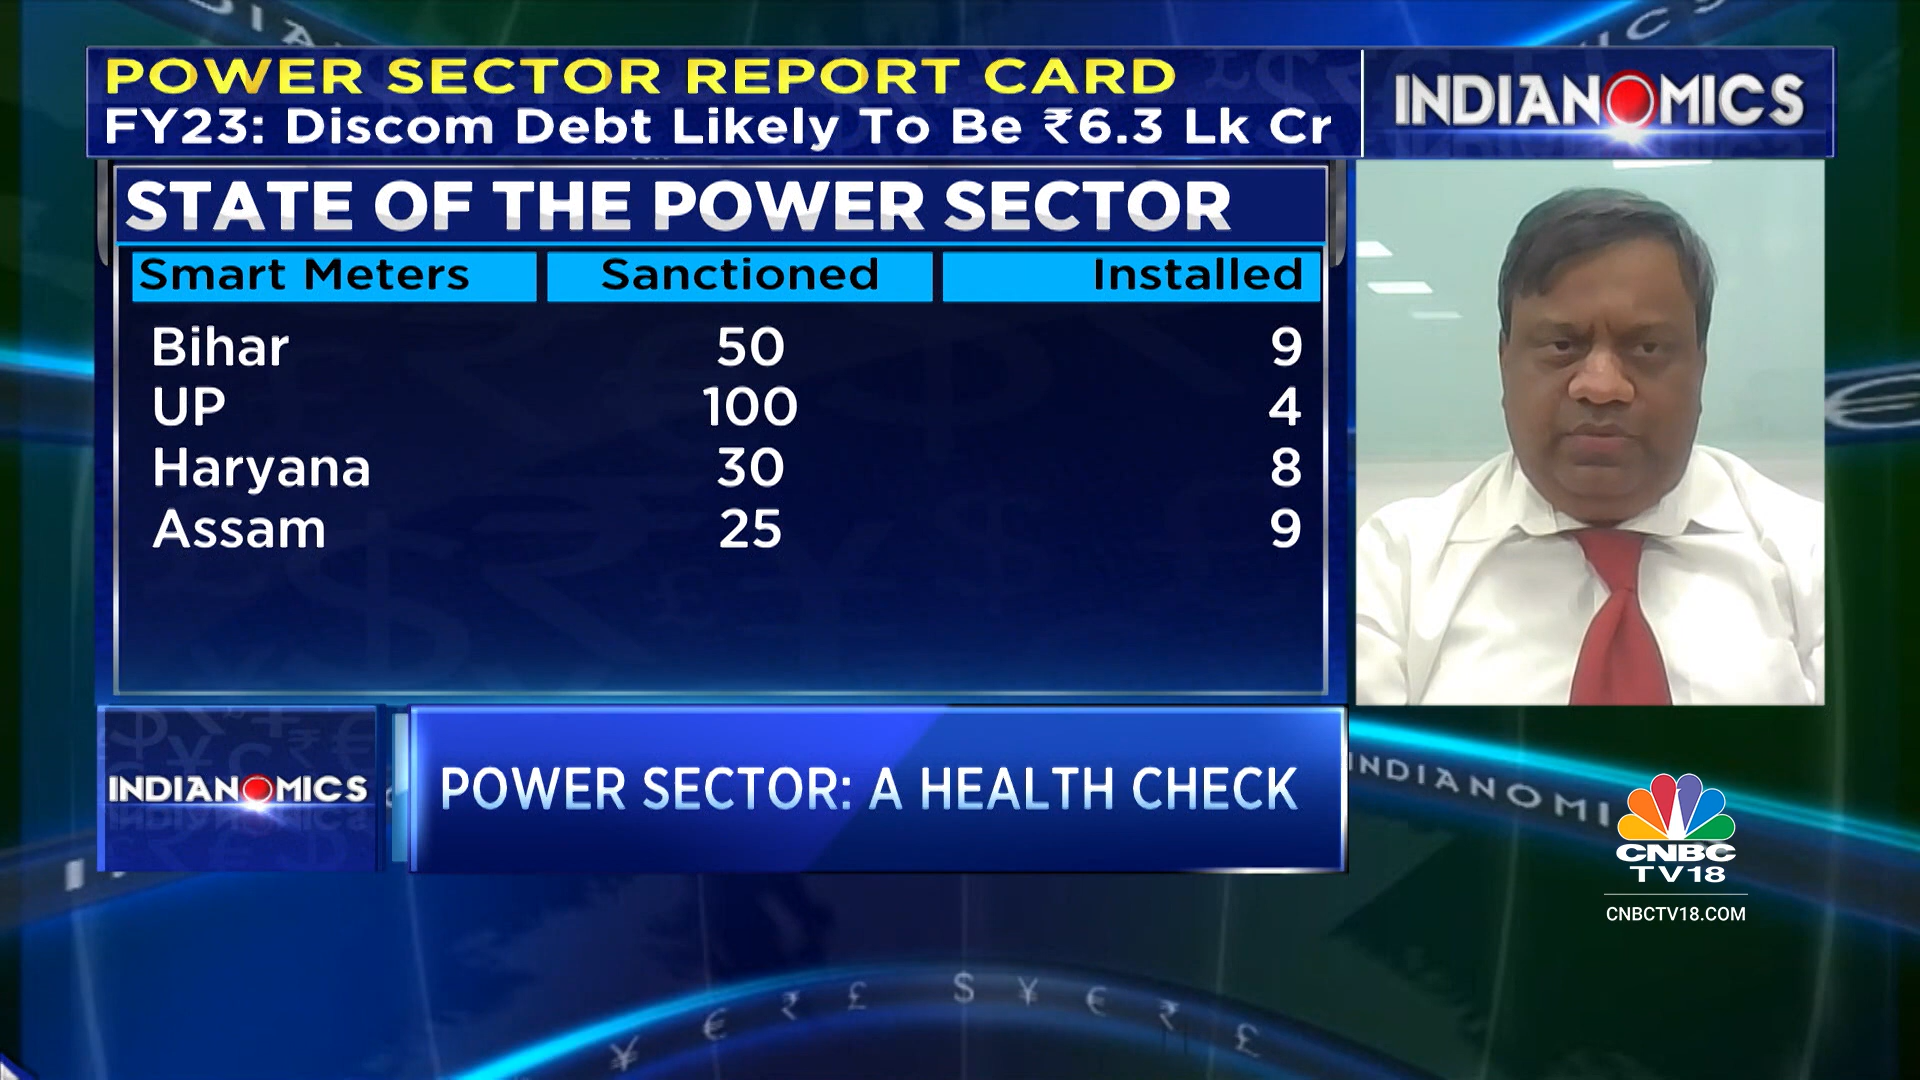 POWER SECTOR REPORT CARD
FY23: Discom Debt Likely To Be ₹6.3 Lk Cr
INDIANOMICS
STATE OF THE POWER SECTOR
Smart Meters Sanctioned Installed
Bihar 50 9
UP 100 4
Haryana 30 8
Assam 25 9
INDIANOMICS
POWER SECTOR: A HEALTH CHECK
INDIANOMI
CNBC
TV18
CNBCTV18.COM
¥ € ₹ £ $ ¥ € ₹ £